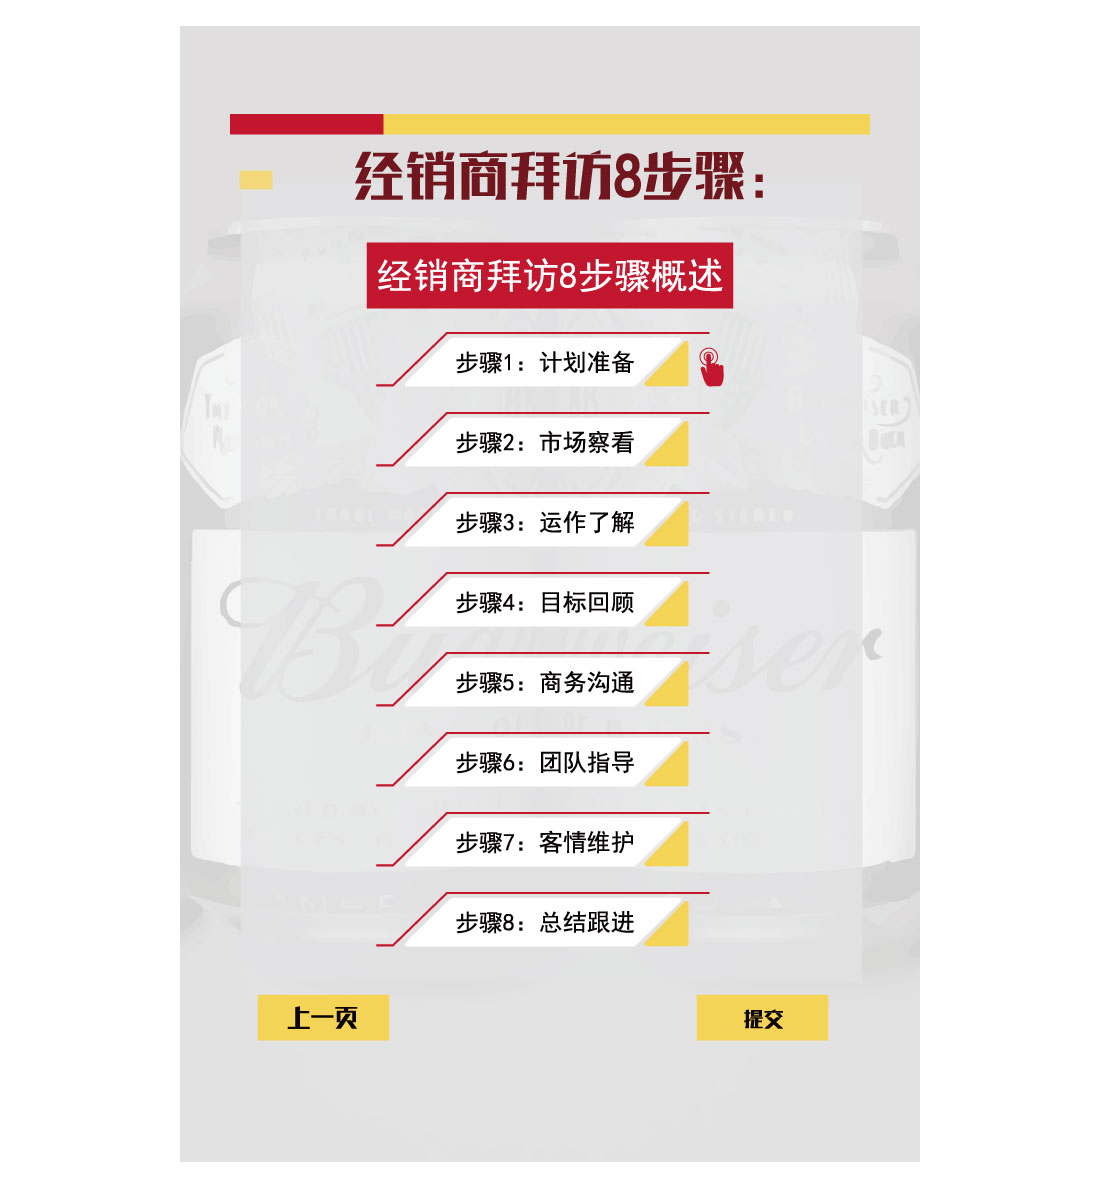 经销商拜访8步骤：
经销商拜访8步骤概述
步骤1：计划准备
步骤2：市场察看
步骤3：运作了解
步骤4：目标回顾
步骤5：商务沟通
步骤6：团队指导
步骤7：客情维护
步骤8：总结跟进
Budweiser
上一页
提交